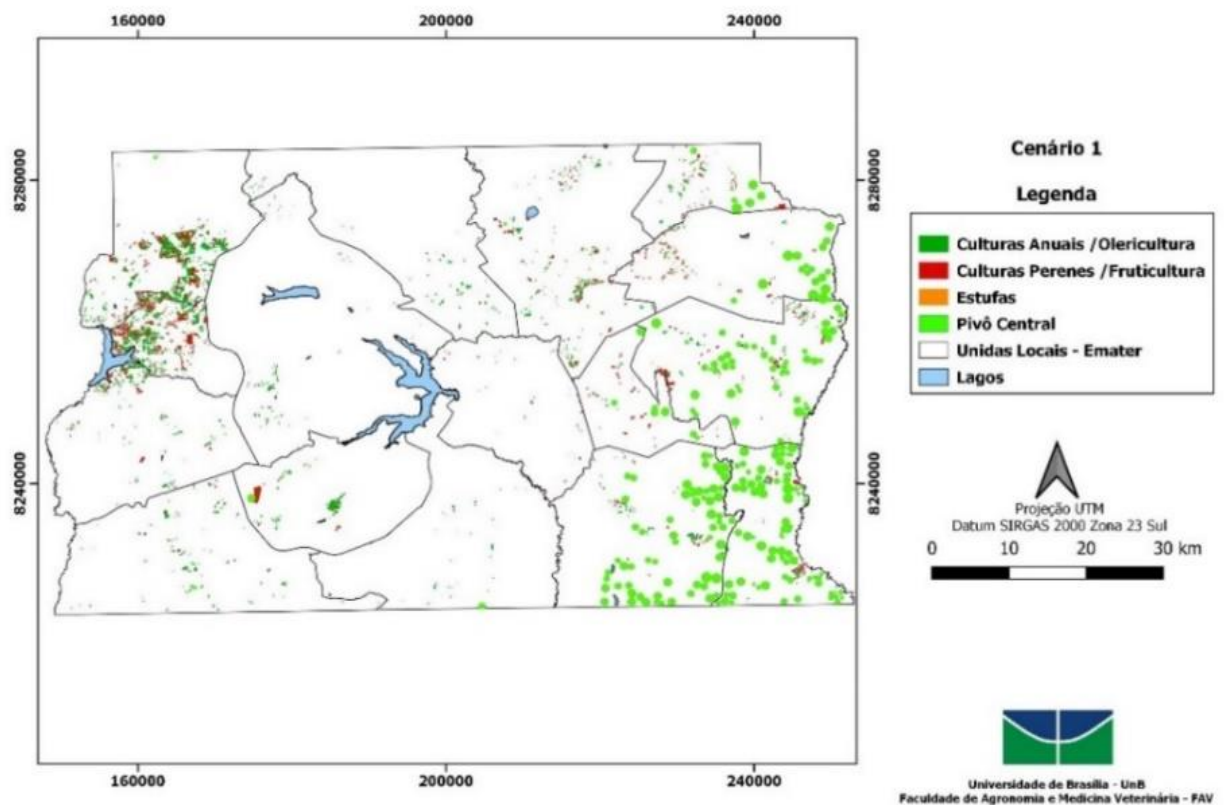 160000
200000
240000
8280000
8280000
8240000
8240000
160000
200000
240000
Cenário 1
Legenda
Culturas Anuais /Olericultura
Culturas Perenes /Fruticultura
Estufas
Pivô Central
Unidas Locais - Emater
Lagos
Projeção UTM
Datum SIRGAS 2000 Zona 23 Sul
0 10 20 30 km
Universidade de Brasília - UnB
Faculdade de Agronomia e Medicina Veterinária - FAV